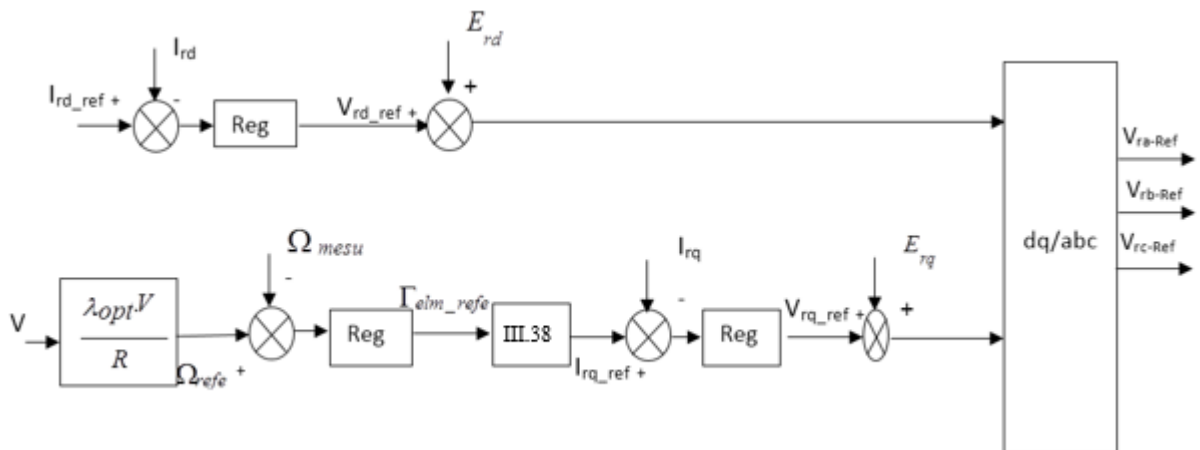 I_rd
E_rd
I_rd_ref +
-
Reg
V_rd_ref +
+
V_ra-Ref
V_rb-Ref
V_rc-Ref
dq/abc
Ω mesu
-
I_rq
-
E_rq
+
V
λopt.V
R
Ω_refe +
Reg
Γ_elm_refe
III.38
I_rq_ref +
Reg
V_rq_ref +